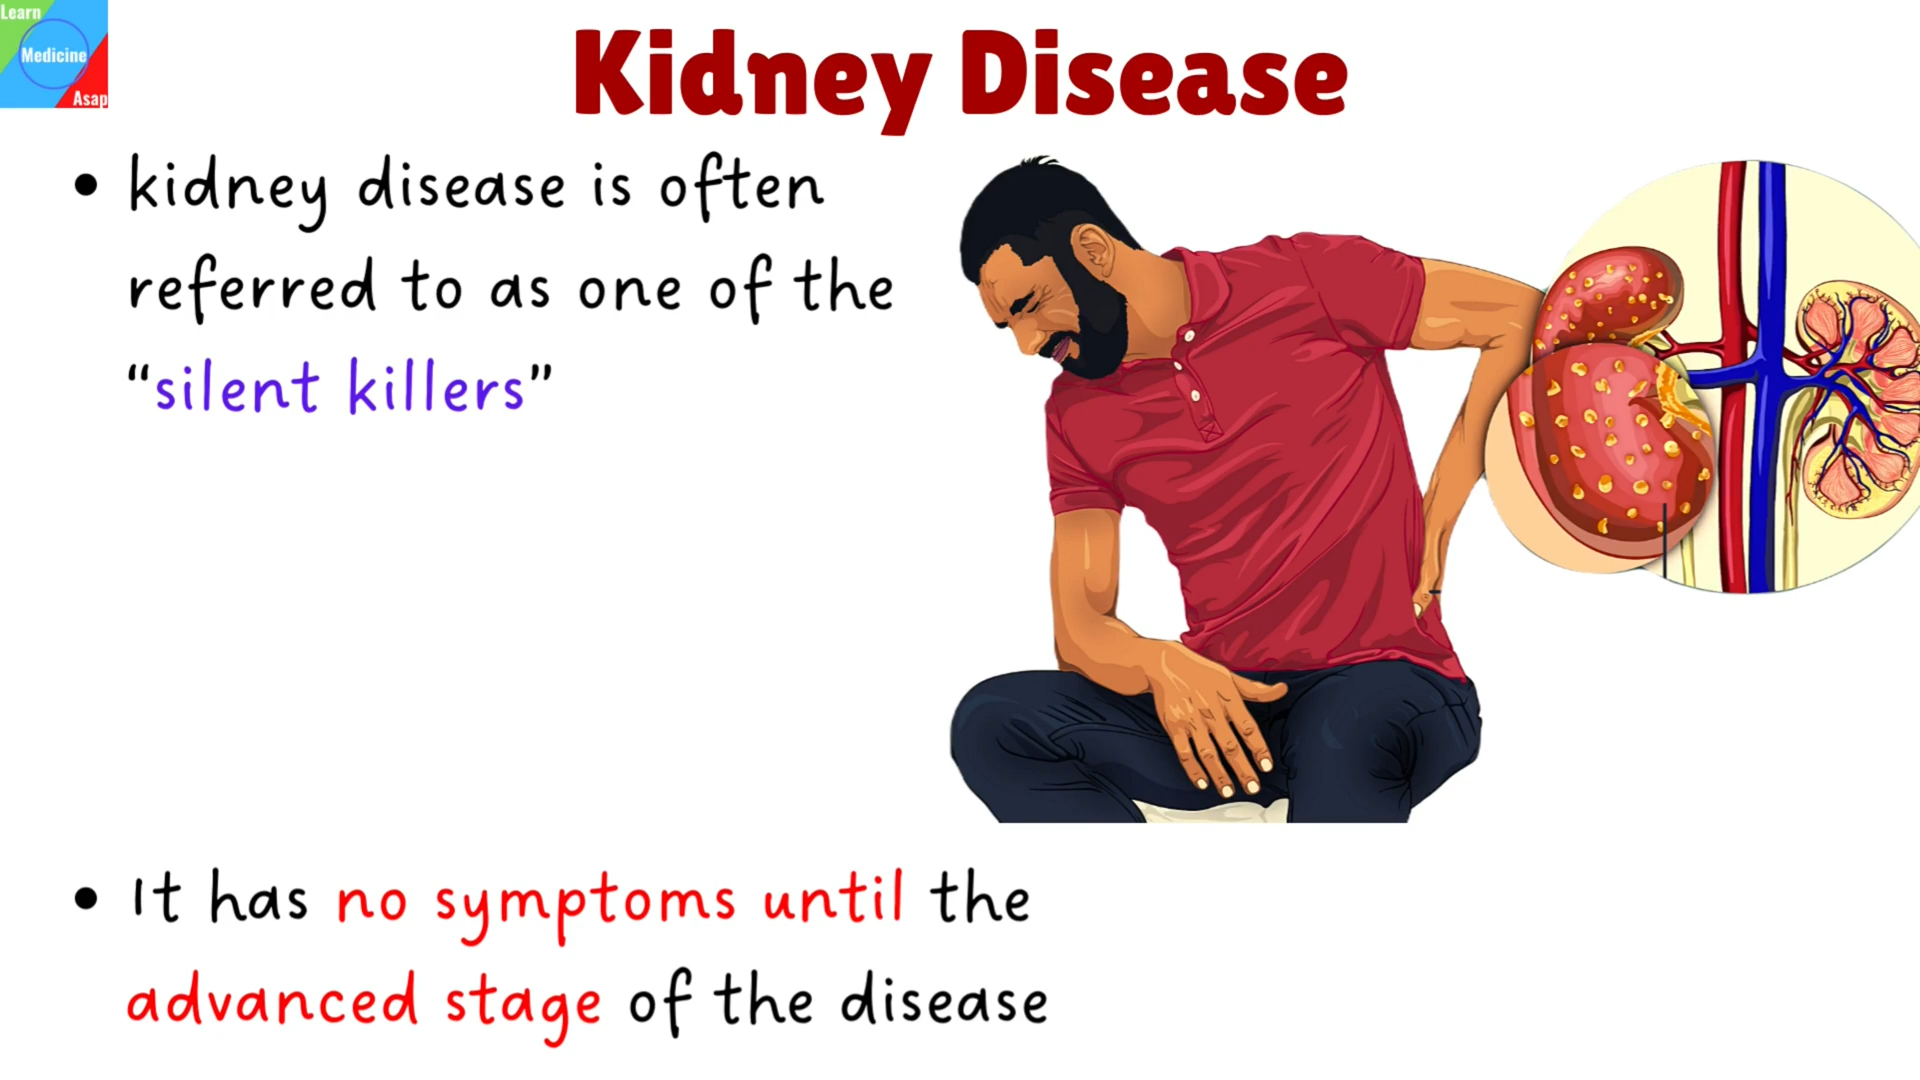 Learn
Medicine
Asap
Kidney Disease
• kidney disease is often
referred to as one of the
“silent killers”
• It has no symptoms until the
advanced stage of the disease